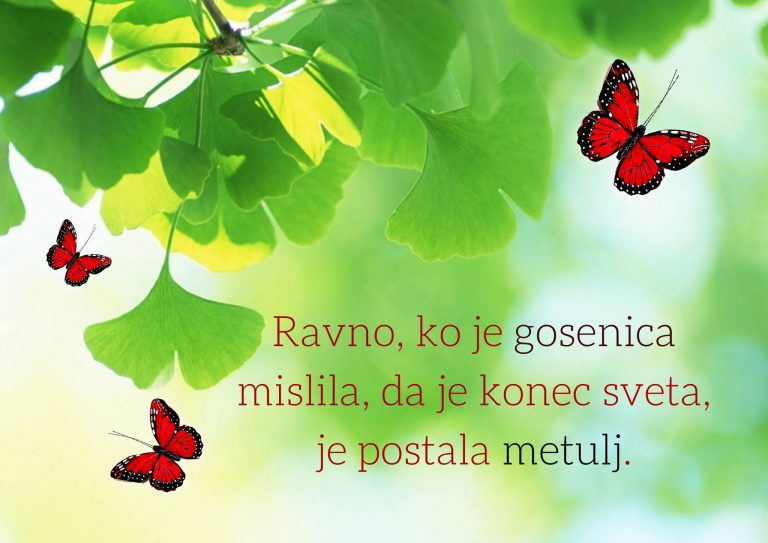 Ravno, ko je gosenica
mislila, da je konec sveta,
je postala metulj.